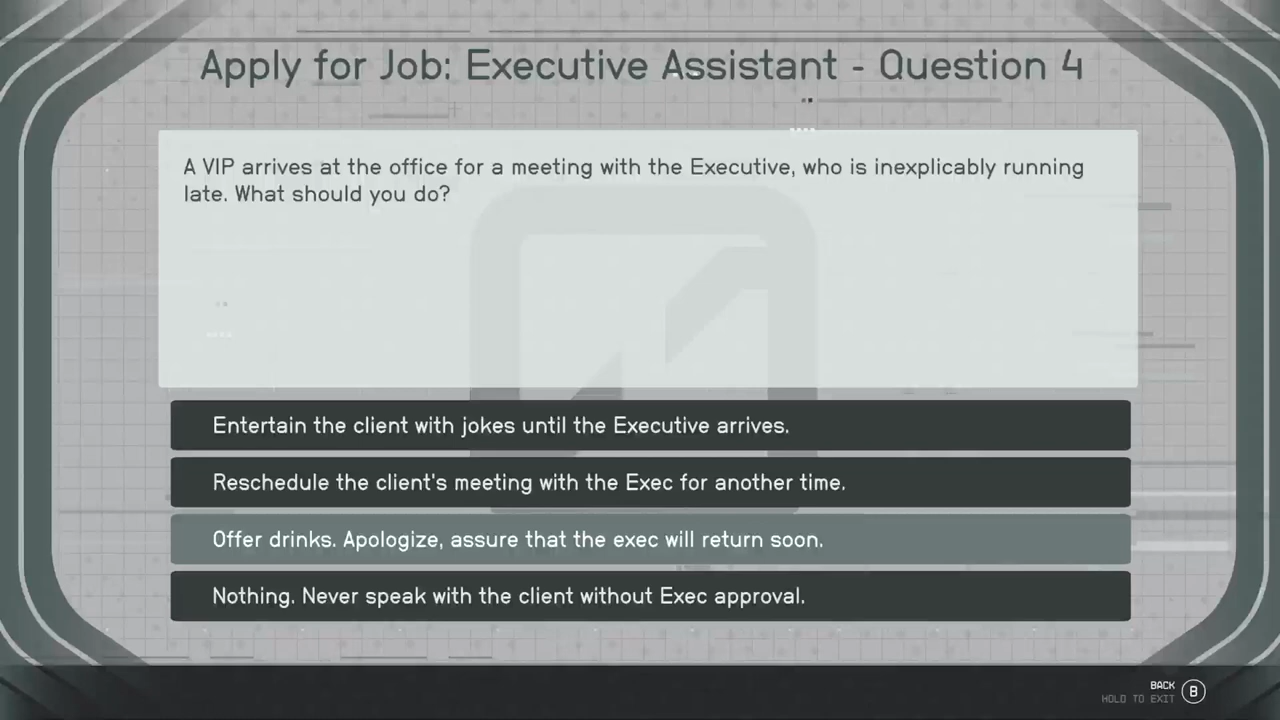 Apply for Job: Executive Assistant - Question 4
A VIP arrives at the office for a meeting with the Executive, who is inexplicably running
late. What should you do?
Entertain the client with jokes until the Executive arrives.
Reschedule the client's meeting with the Exec for another time.
Offer drinks. Apologize, assure that the exec will return soon.
Nothing. Never speak with the client without Exec approval.
BACK
HOLD TO EXIT
B